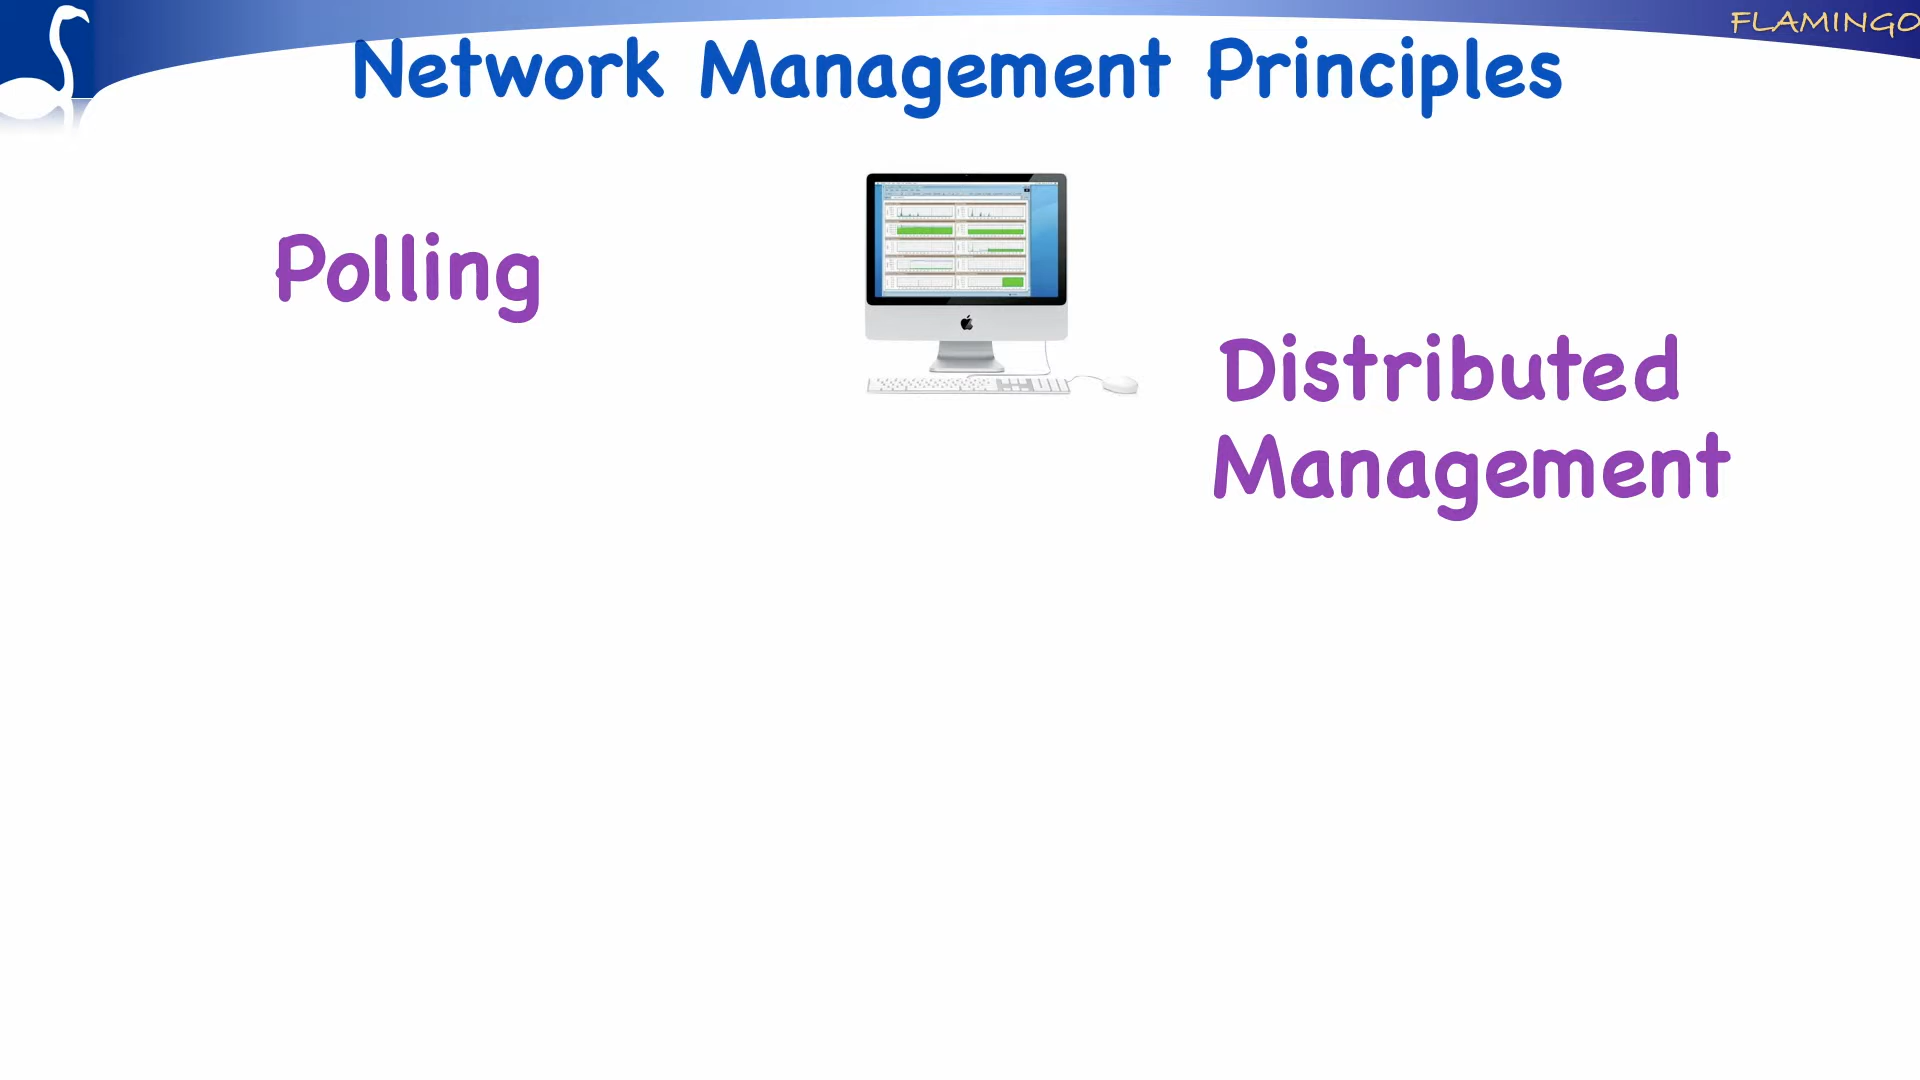 FLAMINGO
Network Management Principles
Polling
Distributed
Management